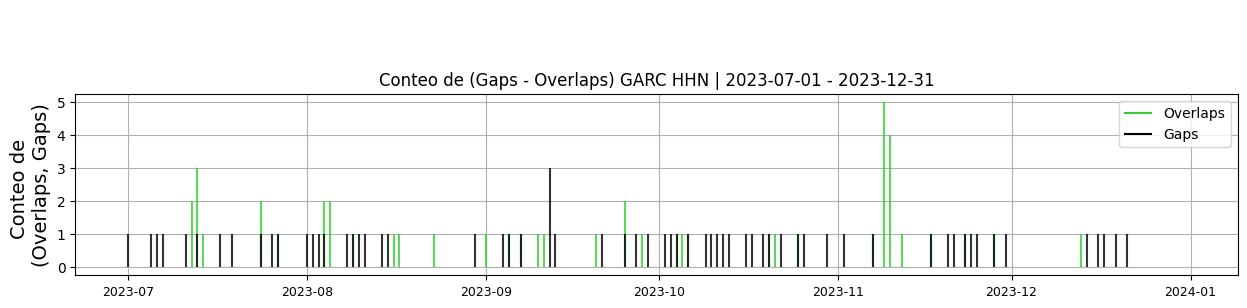 Conteo de (Gaps - Overlaps) GARC HHN | 2023-07-01 - 2023-12-31
Conteo de
(Overlaps, Gaps)
5
4
3
2
1
0
Overlaps
Gaps
2023-07
2023-08
2023-09
2023-10
2023-11
2023-12
2024-01